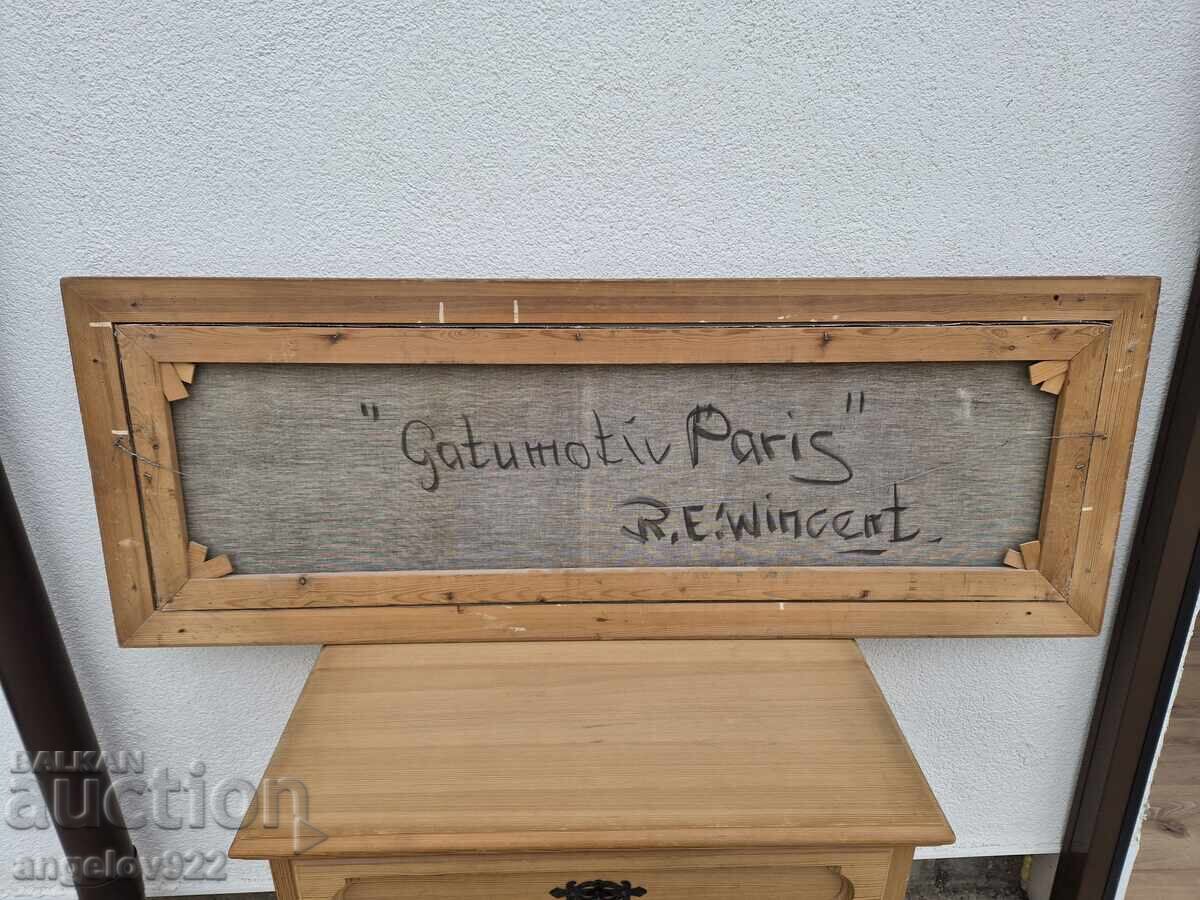 "Gatumotiv Paris"
R.E. Wincent.
BALKAN
auction
angelov922